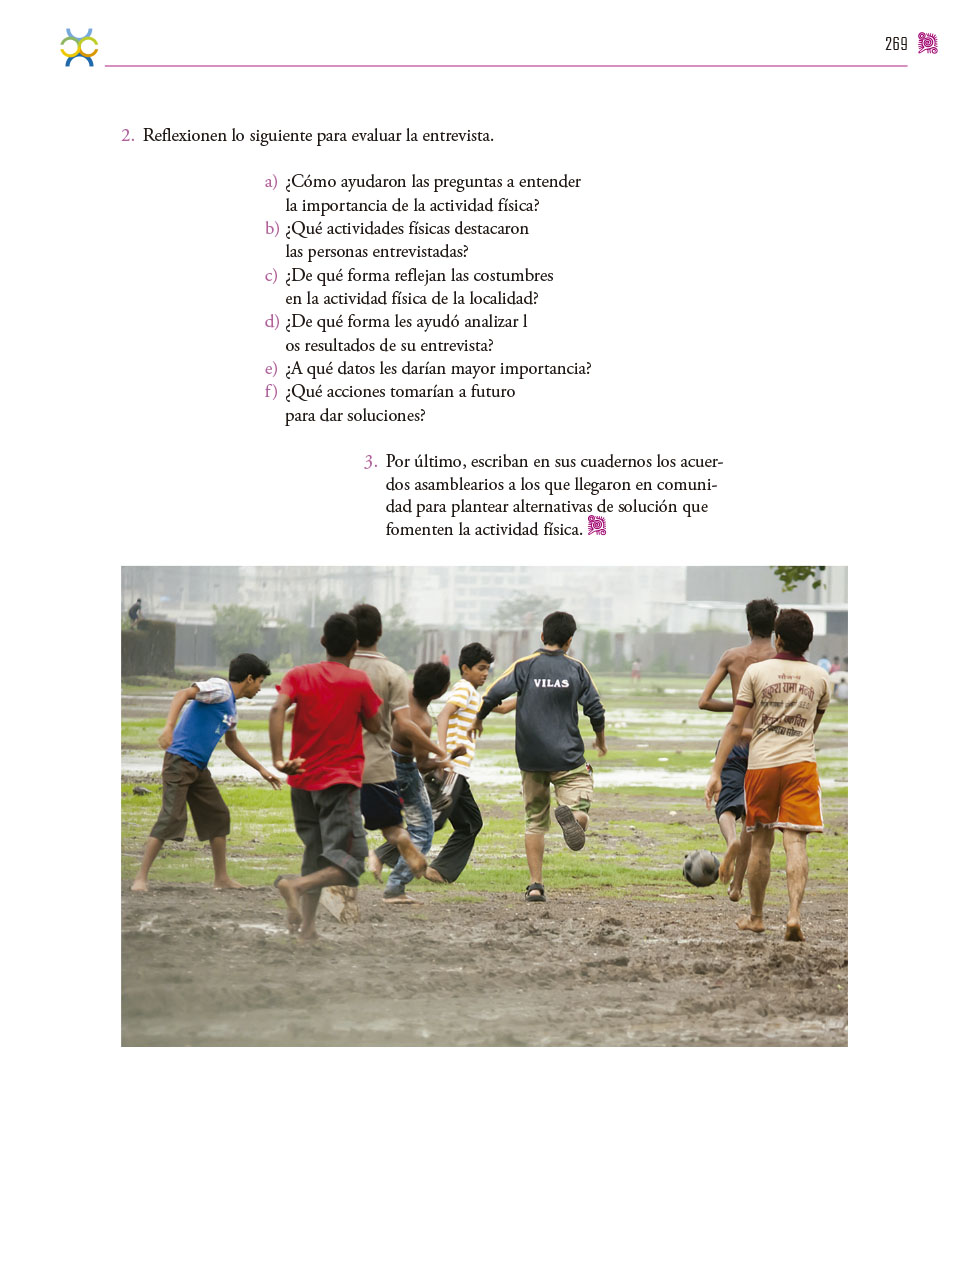 269
2. Reflexionen lo siguiente para evaluar la entrevista.
a) ¿Cómo ayudaron las preguntas a entender
la importancia de la actividad física?
b) ¿Qué actividades físicas destacaron
las personas entrevistadas?
c) ¿De qué forma reflejan las costumbres
en la actividad física de la localidad?
d) ¿De qué forma les ayudó analizar l
os resultados de su entrevista?
e) ¿A qué datos les darían mayor importancia?
f) ¿Qué acciones tomarían a futuro
para dar soluciones?
3. Por último, escriban en sus cuadernos los acuer-
dos asamblearios a los que llegaron en comuni-
dad para plantear alternativas de solución que
fomenten la actividad física.
VILAS